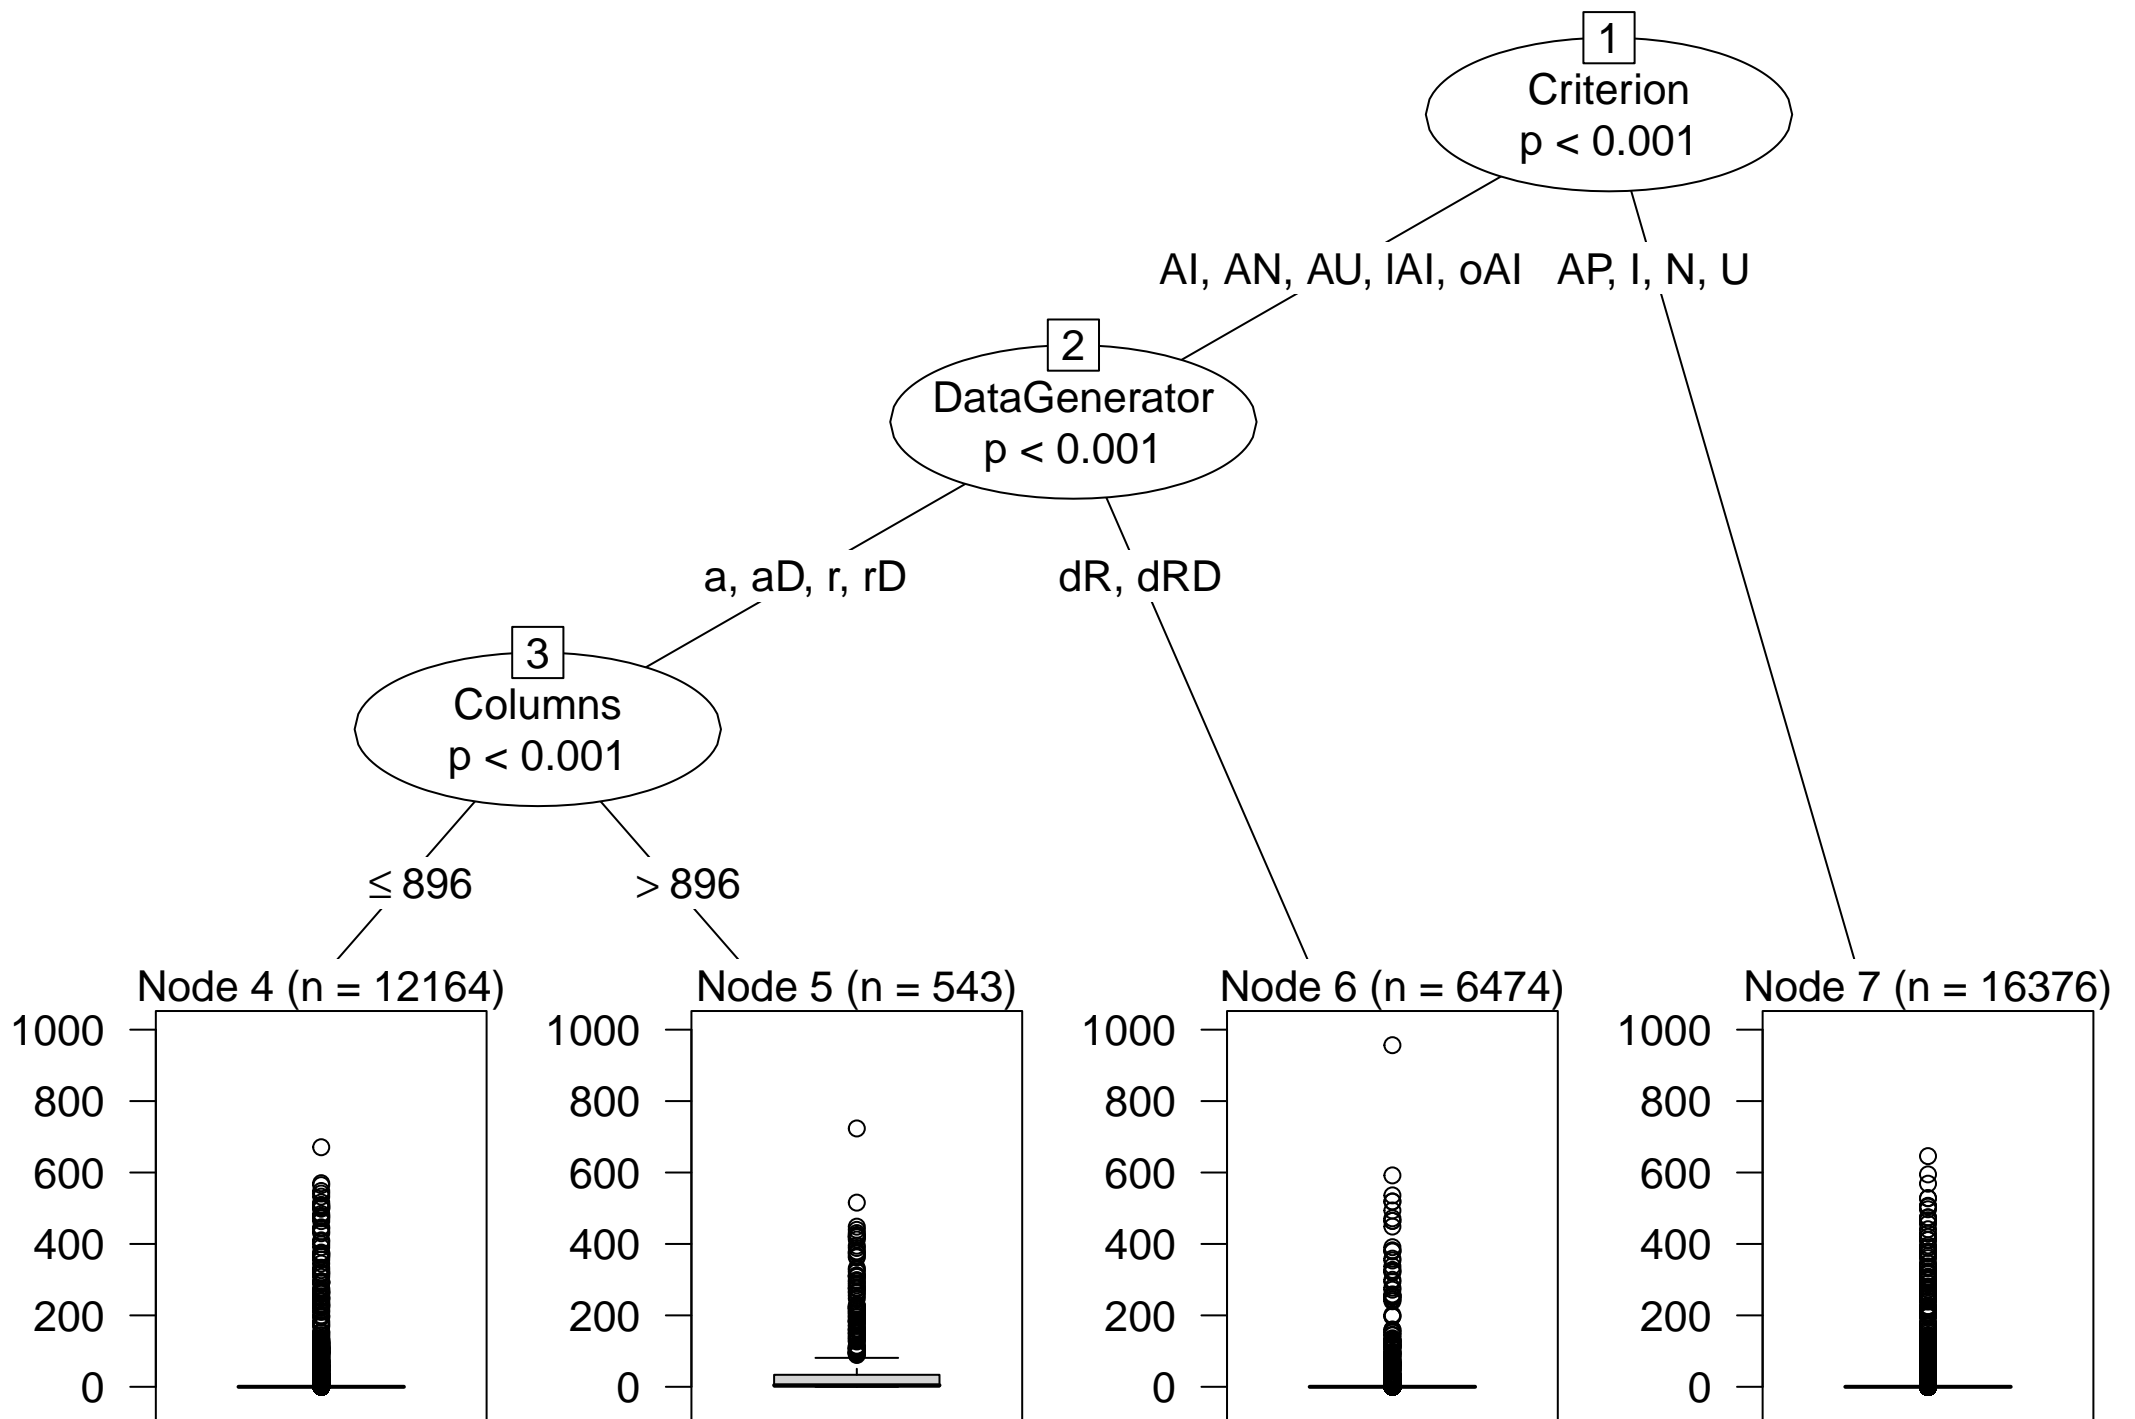 1
Criterion
p < 0.001
AI, AN, AU, lAI, oAI
AP, I, N, U
2
DataGenerator
p < 0.001
a, aD, r, rD
dR, dRD
3
Columns
p < 0.001
≤ 896
> 896
Node 4 (n = 12164)
1000
800
600
400
200
0
Node 5 (n = 543)
1000
800
600
400
200
0
Node 6 (n = 6474)
1000
800
600
400
200
0
Node 7 (n = 16376)
1000
800
600
400
200
0